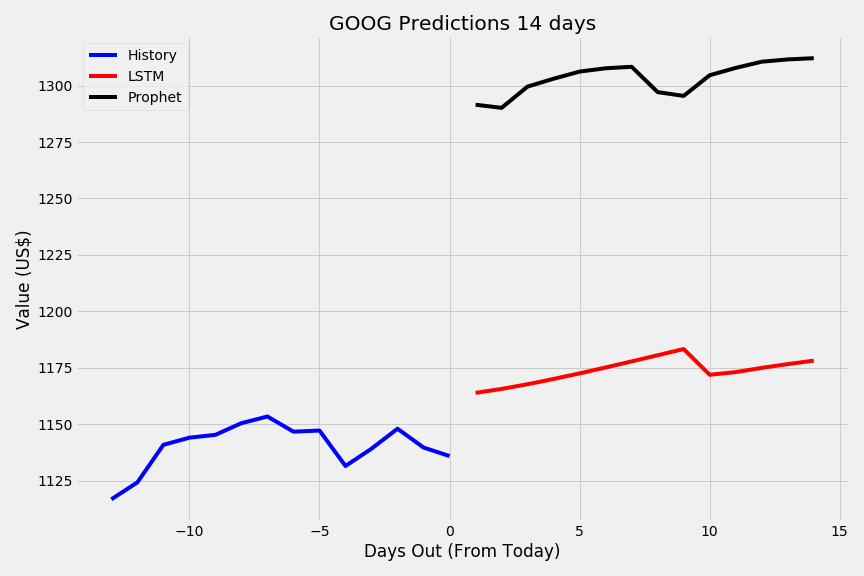 GOOG Predictions 14 days
History
LSTM
Prophet
1300
1275
1250
1225
1200
1175
1150
1125
Value (US$)
−10 −5 0 5 10 15
Days Out (From Today)